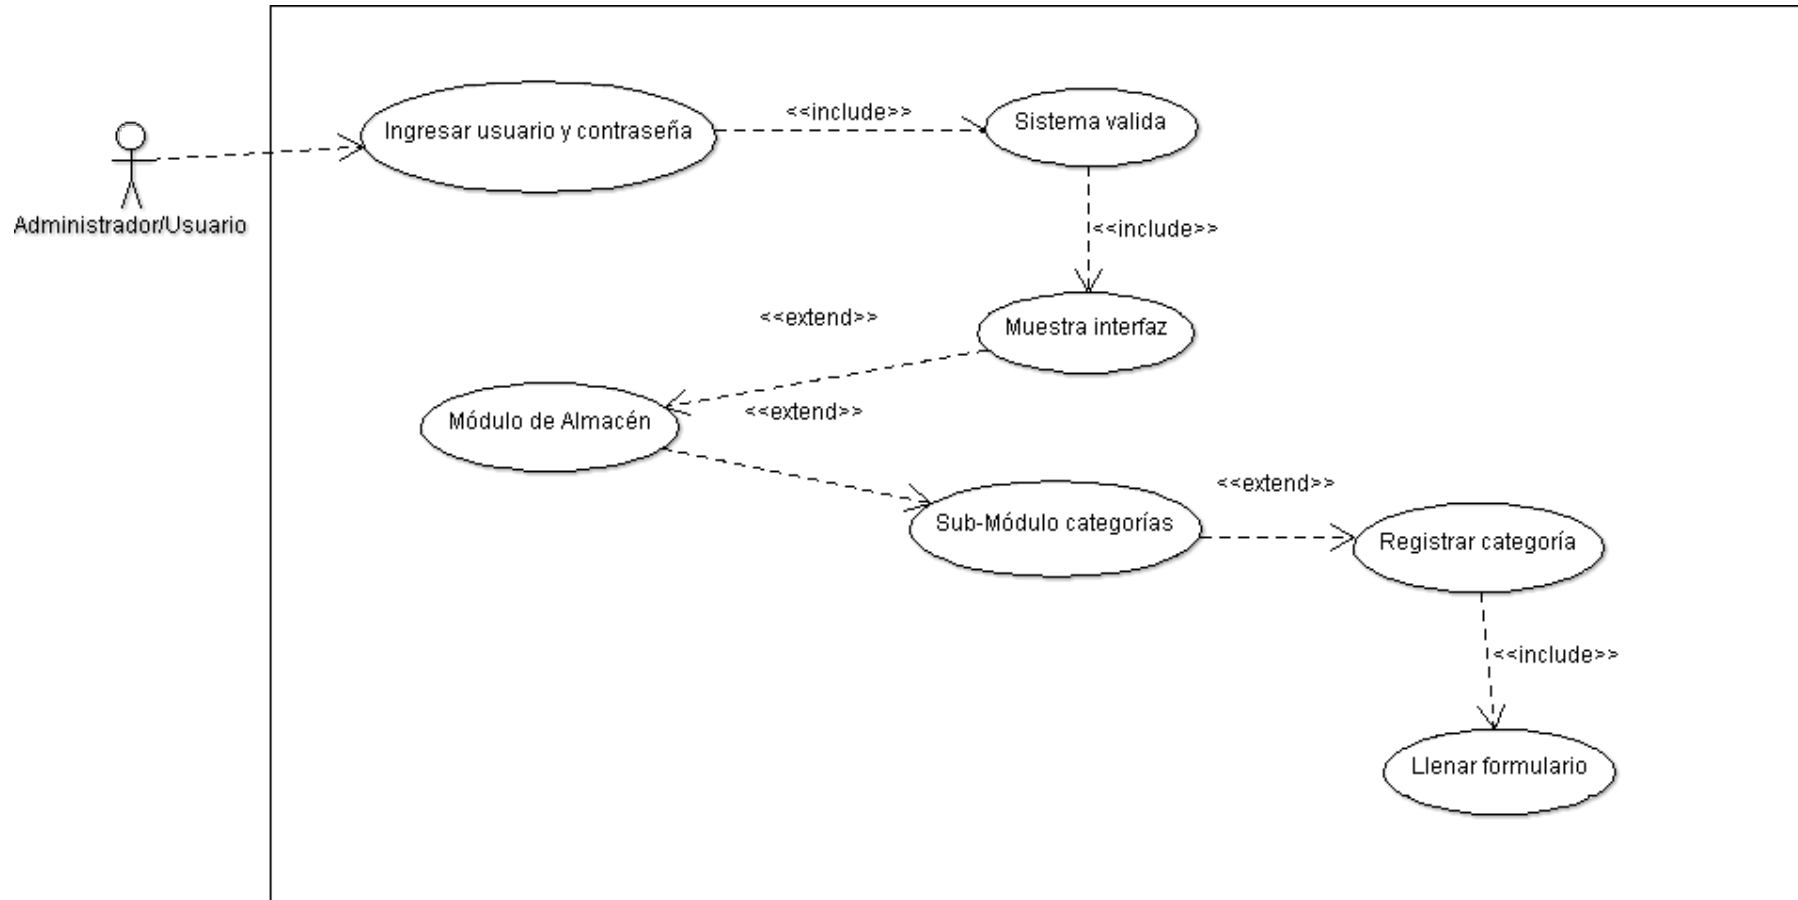 Administrador/Usuario
Ingresar usuario y contraseña
<<include>>
Sistema valida
<<include>>
Muestra interfaz
<<extend>>
Módulo de Almacén
<<extend>>
Sub-Módulo categorías
<<extend>>
Registrar categoría
<<include>>
Llenar formulario